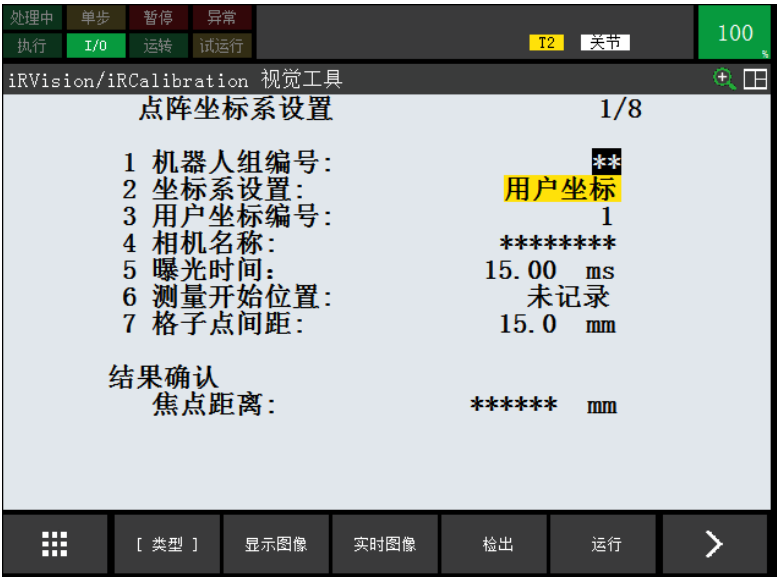 处理中 单步 暂停 异常
执行 I/O 运转 试运行 T2 关节 100 %
iRVision/iRCalibration 视觉工具
点阵坐标系设置 1/8
1 机器人组编号: **
2 坐标系设置: 用户坐标
3 用户坐标编号: 1
4 相机名称: ********
5 曝光时间: 15.00 ms
6 测量开始位置: 未记录
7 格子点间距: 15.0 mm
结果确认
焦点距离: ****** mm
[ 类型 ] 显示图像 实时图像 检出 运行 >